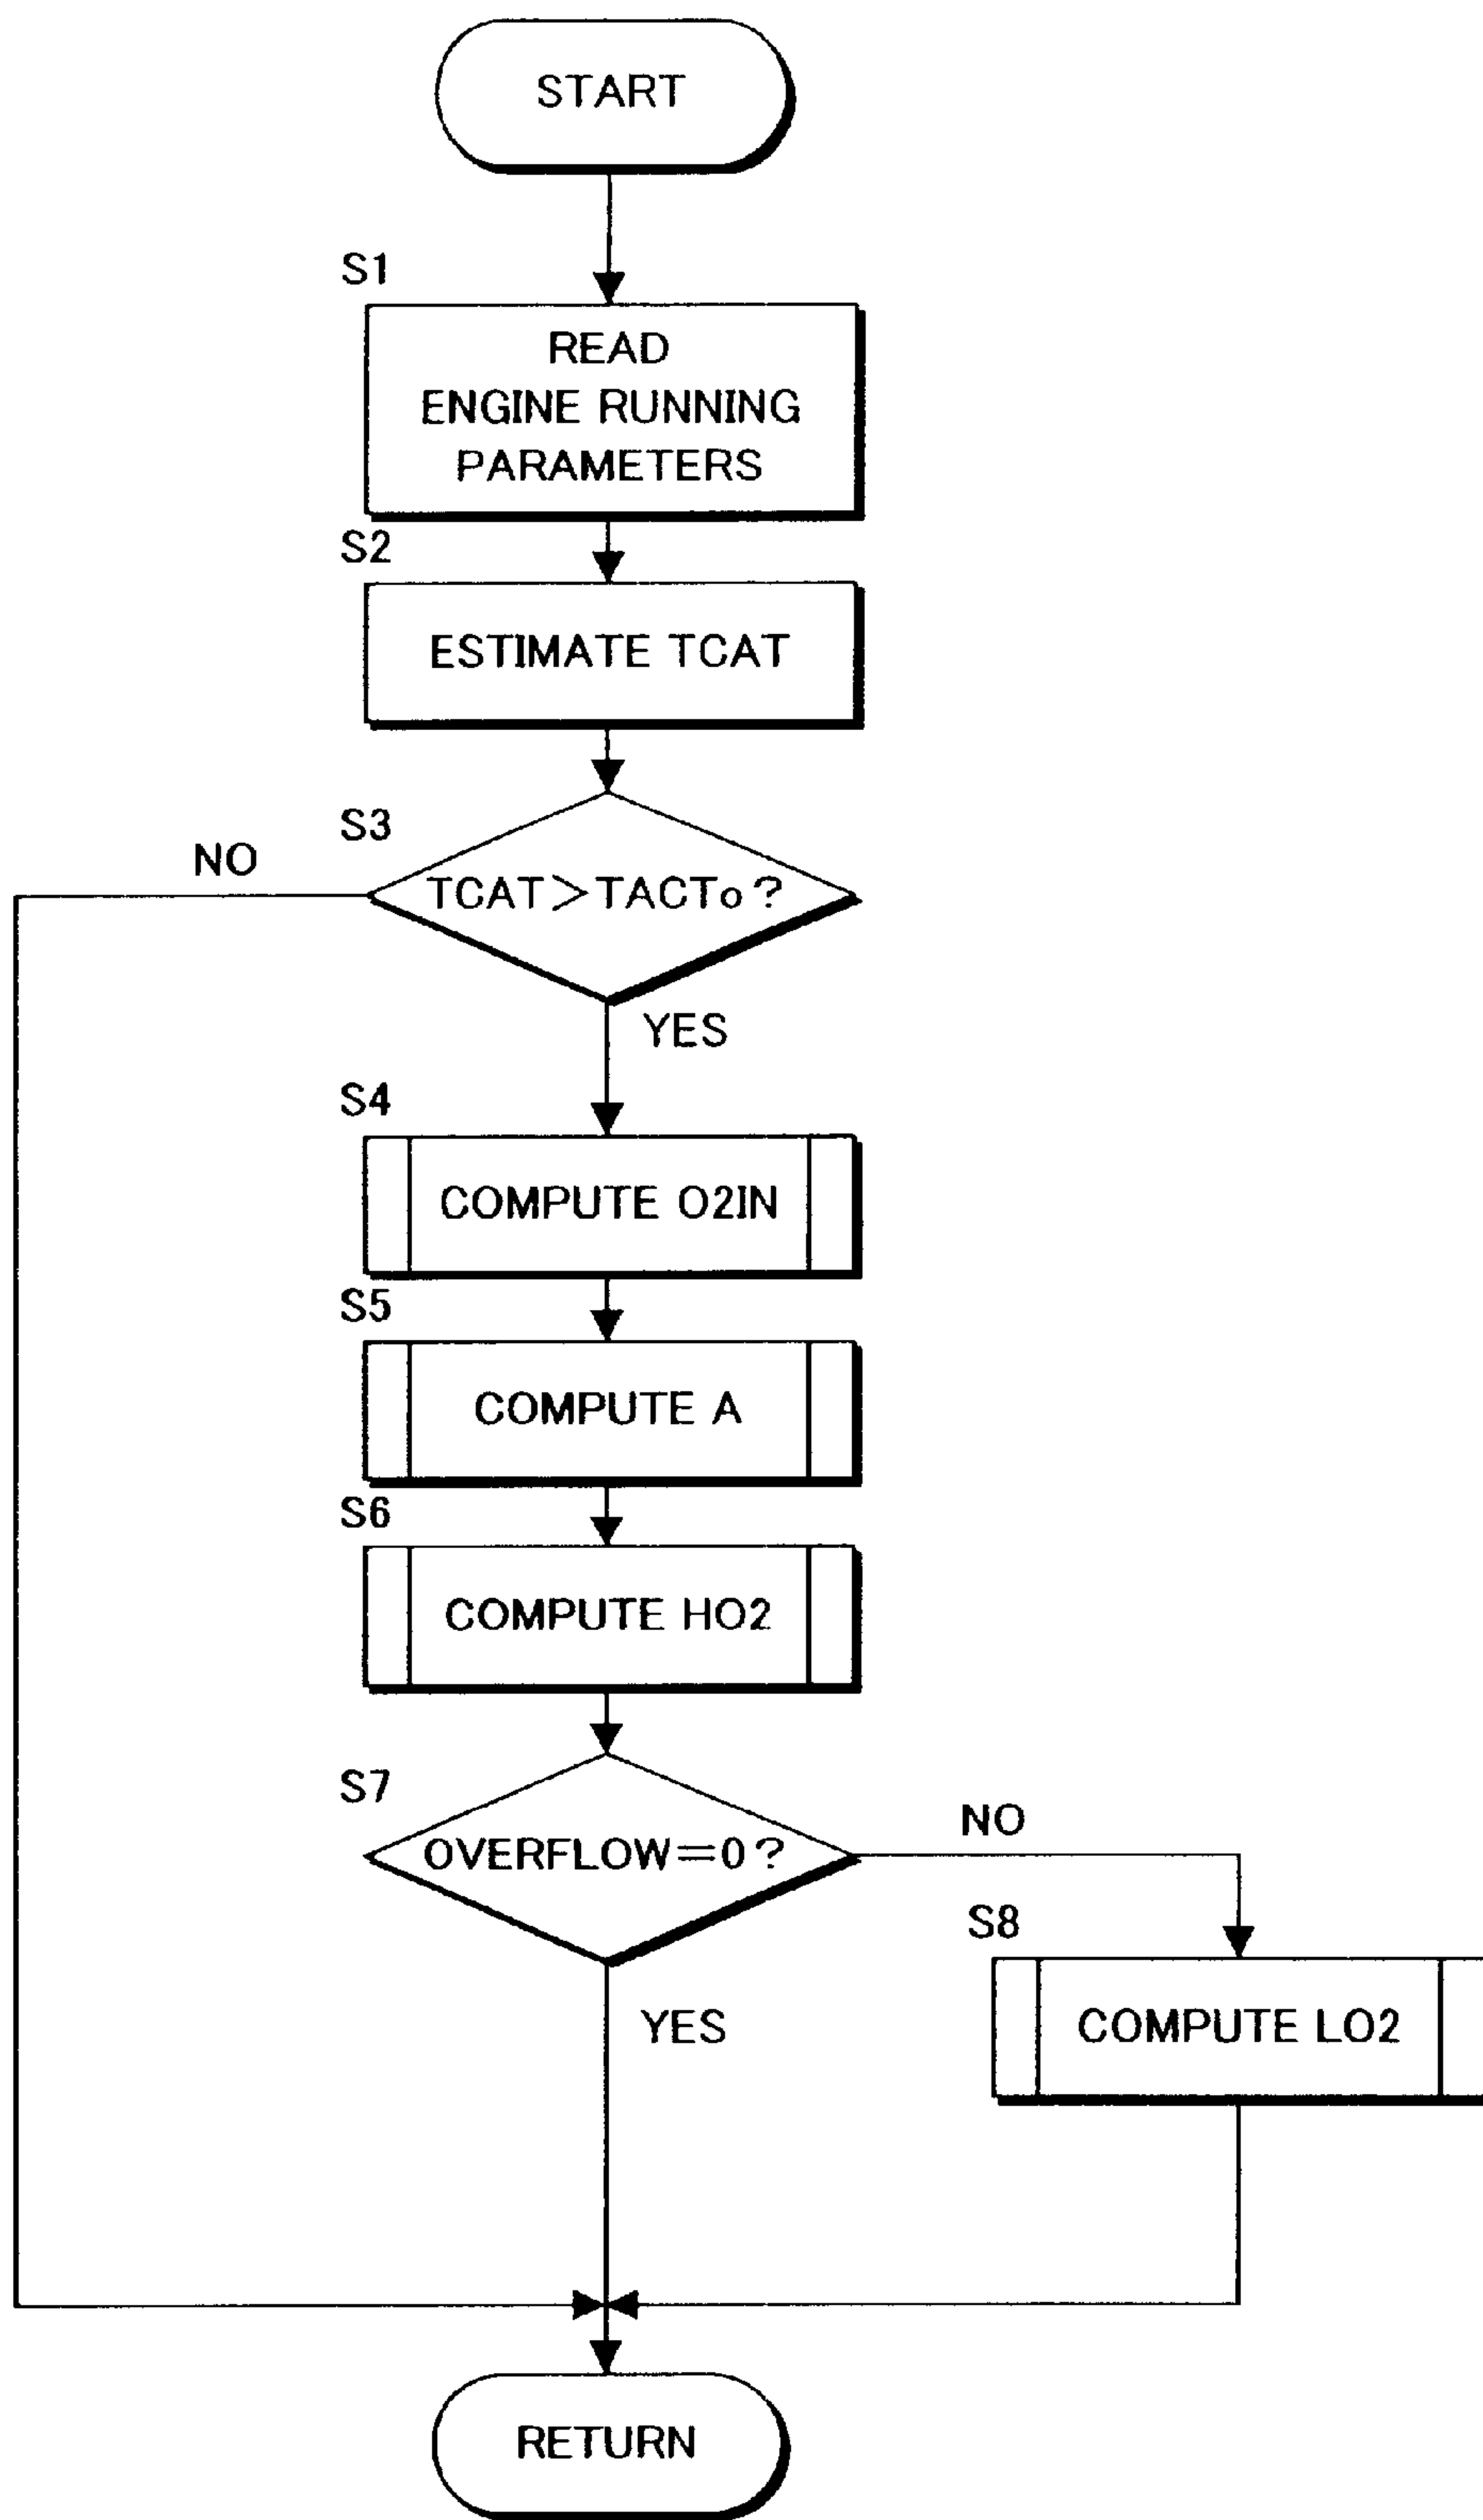 START
S1
READ
ENGINE RUNNING
PARAMETERS
S2
ESTIMATE TCAT
S3
NO
TCAT>TACTo?
YES
S4
COMPUTE O2IN
S5
COMPUTE A
S6
COMPUTE HO2
S7
OVERFLOW=0?
NO
S8
YES
COMPUTE LO2
RETURN